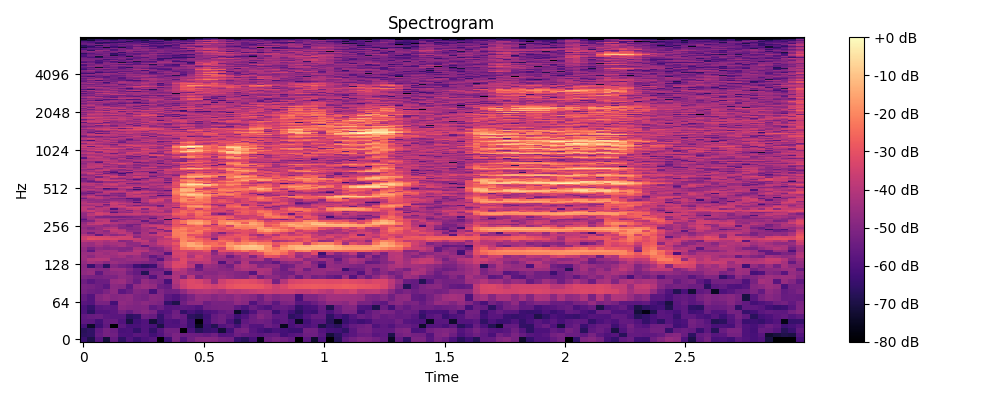 Spectrogram
Hz
4096
2048
1024
512
256
128
64
0
0
0.5
1
1.5
2
2.5
Time
+0 dB
-10 dB
-20 dB
-30 dB
-40 dB
-50 dB
-60 dB
-70 dB
-80 dB